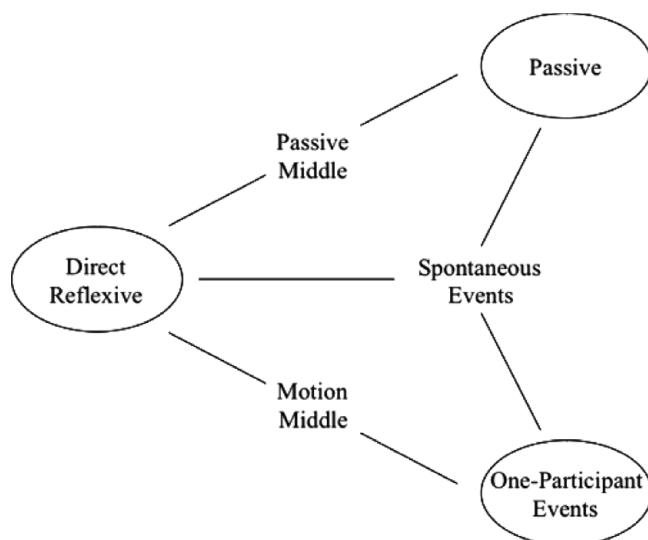 Passive
Passive
Middle
Direct
Reflexive
Spontaneous
Events
Motion
Middle
One-Participant
Events